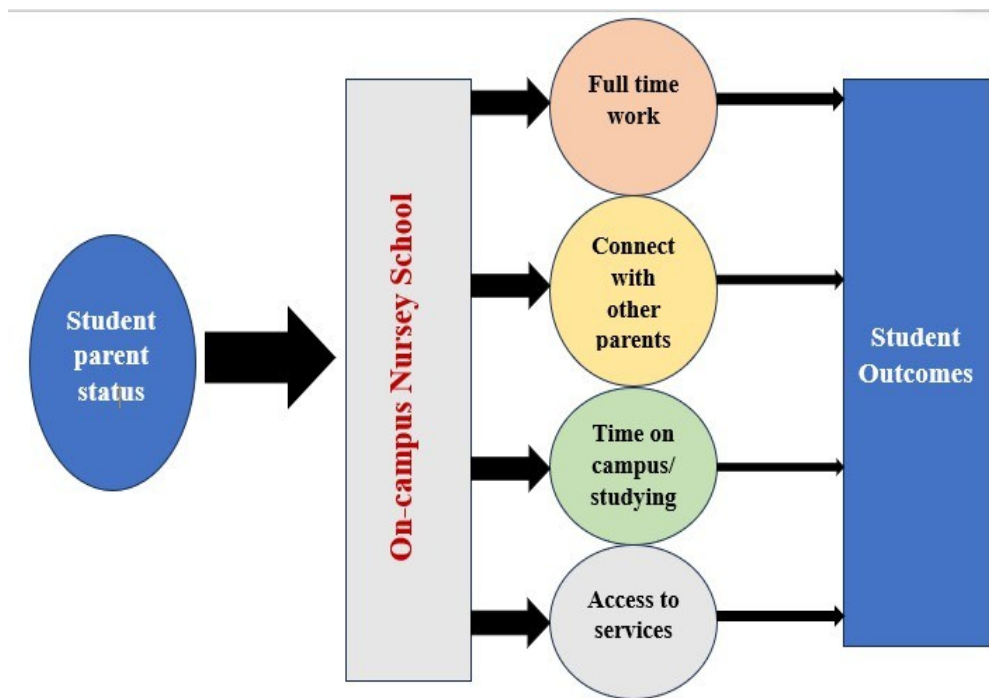 Student
parent
status
On-campus Nursey School
Full time
work
Connect
with
other
parents
Time on
campus/
studying
Access to
services
Student
Outcomes